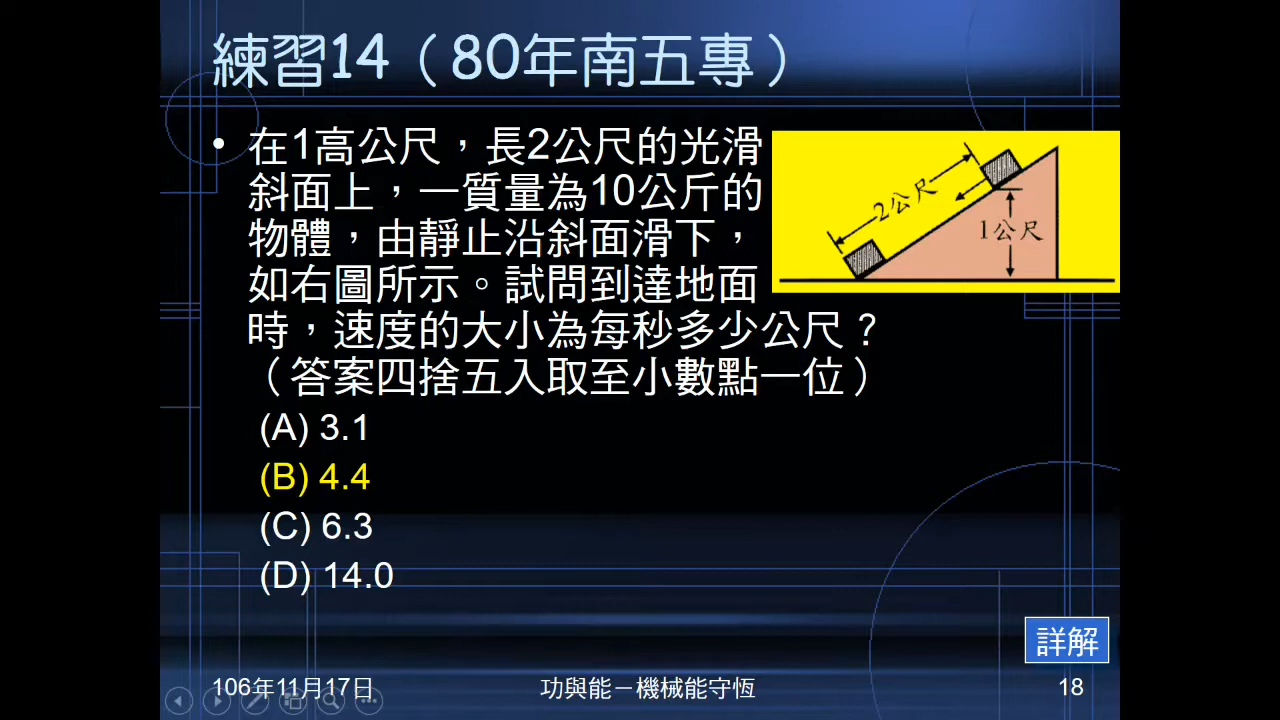 練習14（80年南五專）
• 在1高公尺，長2公尺的光滑
斜面上，一質量為10公斤的
物體，由靜止沿斜面滑下，
如右圖所示。試問到達地面
時，速度的大小為每秒多少公尺？
（答案四捨五入取至小數點一位）
2公尺
1公尺
(A) 3.1
(B) 4.4
(C) 6.3
(D) 14.0
詳解
106年11月17日
功與能－機械能守恆
18